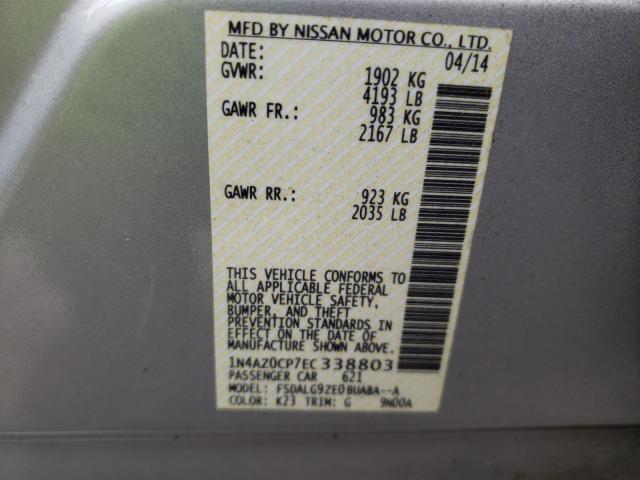 MFD BY NISSAN MOTOR CO., LTD.
DATE: 04/14
GVWR: 1902 KG
4193 LB
GAWR FR.: 983 KG
2167 LB
GAWR RR.: 923 KG
2035 LB
THIS VEHICLE CONFORMS TO
ALL APPLICABLE FEDERAL
MOTOR VEHICLE SAFETY,
BUMPER, AND THEFT
PREVENTION STANDARDS IN
EFFECT ON THE DATE OF
MANUFACTURE SHOWN ABOVE.
1N4AZ0CP7EC338803
PASSENGER CAR 621
MODEL: FSDALG9ZE0BUABA--A
COLOR: K23 TRIM: G 9N00A